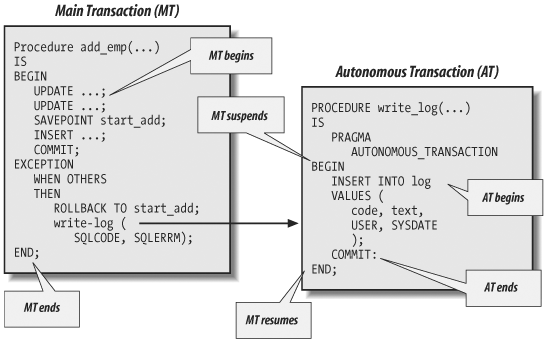 Main Transaction (MT)
Procedure add_emp(...)
IS
BEGIN
UPDATE ...;
UPDATE ...;
SAVEPOINT start_add;
INSERT ...;
COMMIT;
EXCEPTION
WHEN OTHERS
THEN
ROLLBACK TO start_add;
write-log (
SQLCODE, SQLERRM);
END;
MT begins
MT ends
Autonomous Transaction (AT)
MT suspends
PROCEDURE write_log(...)
IS
PRAGMA
AUTONOMOUS_TRANSACTION
BEGIN
INSERT INTO log
VALUES (
code, text,
USER, SYSDATE
);
COMMIT:
END;
AT begins
AT ends
MT resumes